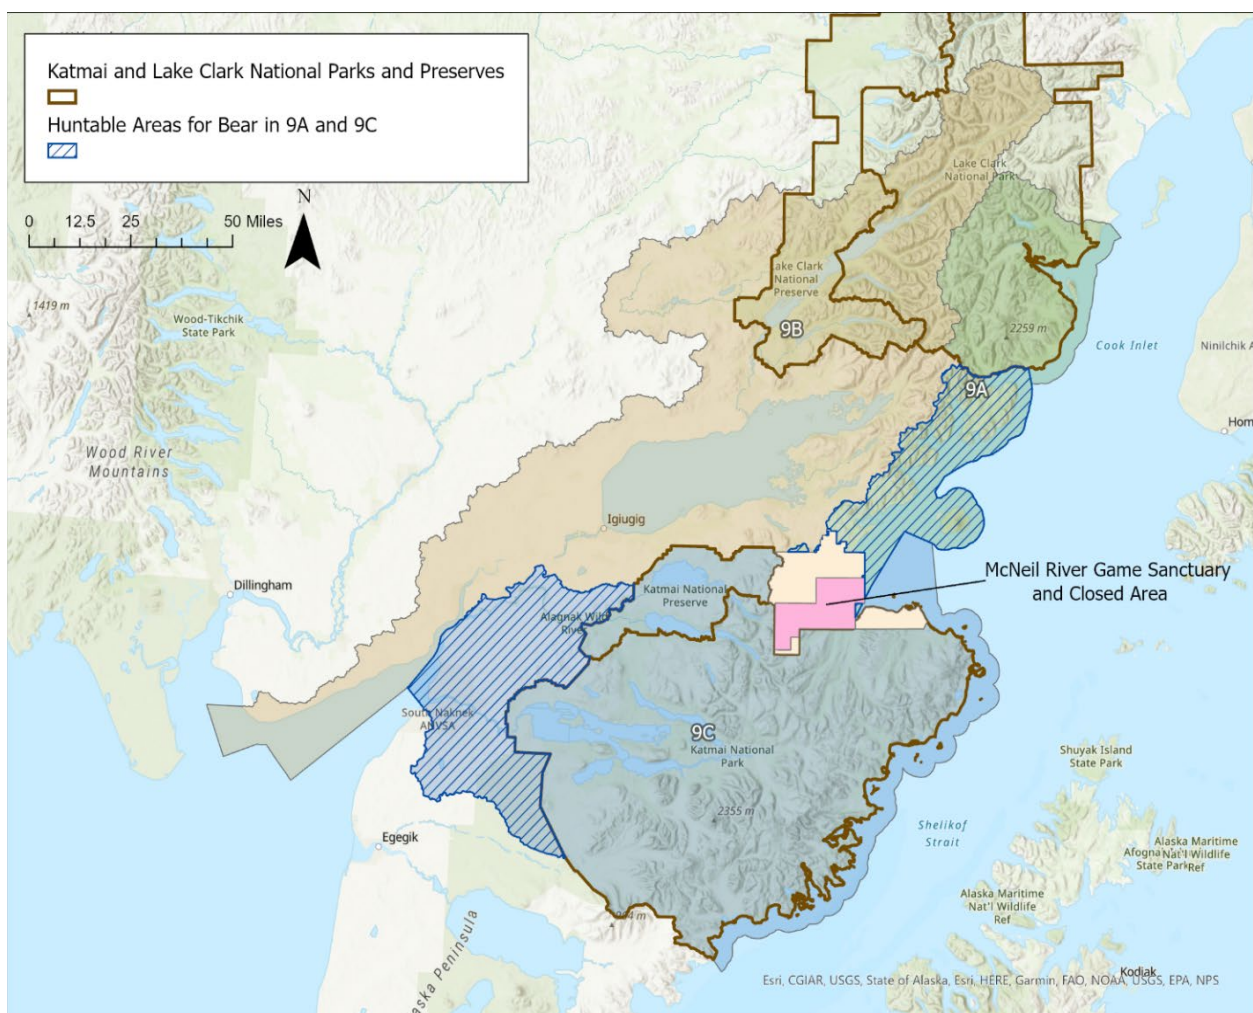 Katmai and Lake Clark National Parks and Preserves
Huntable Areas for Bear in 9A and 9C
N
0 12.5 25 50 Miles
1419 m
Wood-Tikchik
State Park
Lake Clark
National Park
Lake Clark
National
Preserve
9B
2259 m
Cook Inlet
Ninilchik A
9A
Hom
Wood River
Mountains
Igiugig
McNeil River Game Sanctuary
and Closed Area
Dillingham
Katmai National
Preserve
Alagnak Wild
River
South Naknek
ANVSA
9C
Katmai National
Park
Shuyak Island
State Park
2355 m
Shelikof
Strait
Egegik
Alaska Maritime
Nat'l Wildlife
Ref
Afogna
State Park
Alaska Maritime
Nat'l Wildlife
Ref
aska Peninsula
Kodiak
Esri, CGIAR, USGS, State of Alaska, Esri, HERE, Garmin, FAO, NOAA, USGS, EPA, NPS